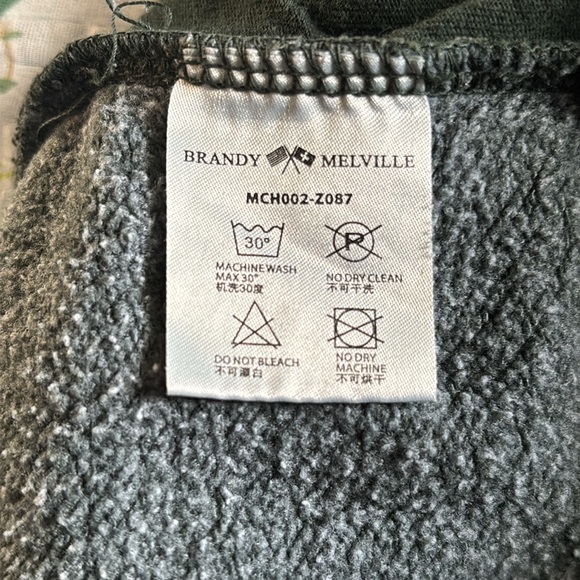 BRANDY MELVILLE
MCH002-Z087
30°
P
MACHINE WASH
MAX 30°
机洗30度
NO DRY CLEAN
不可干洗
DO NOT BLEACH
不可漂白
NO DRY
MACHINE
不可烘干